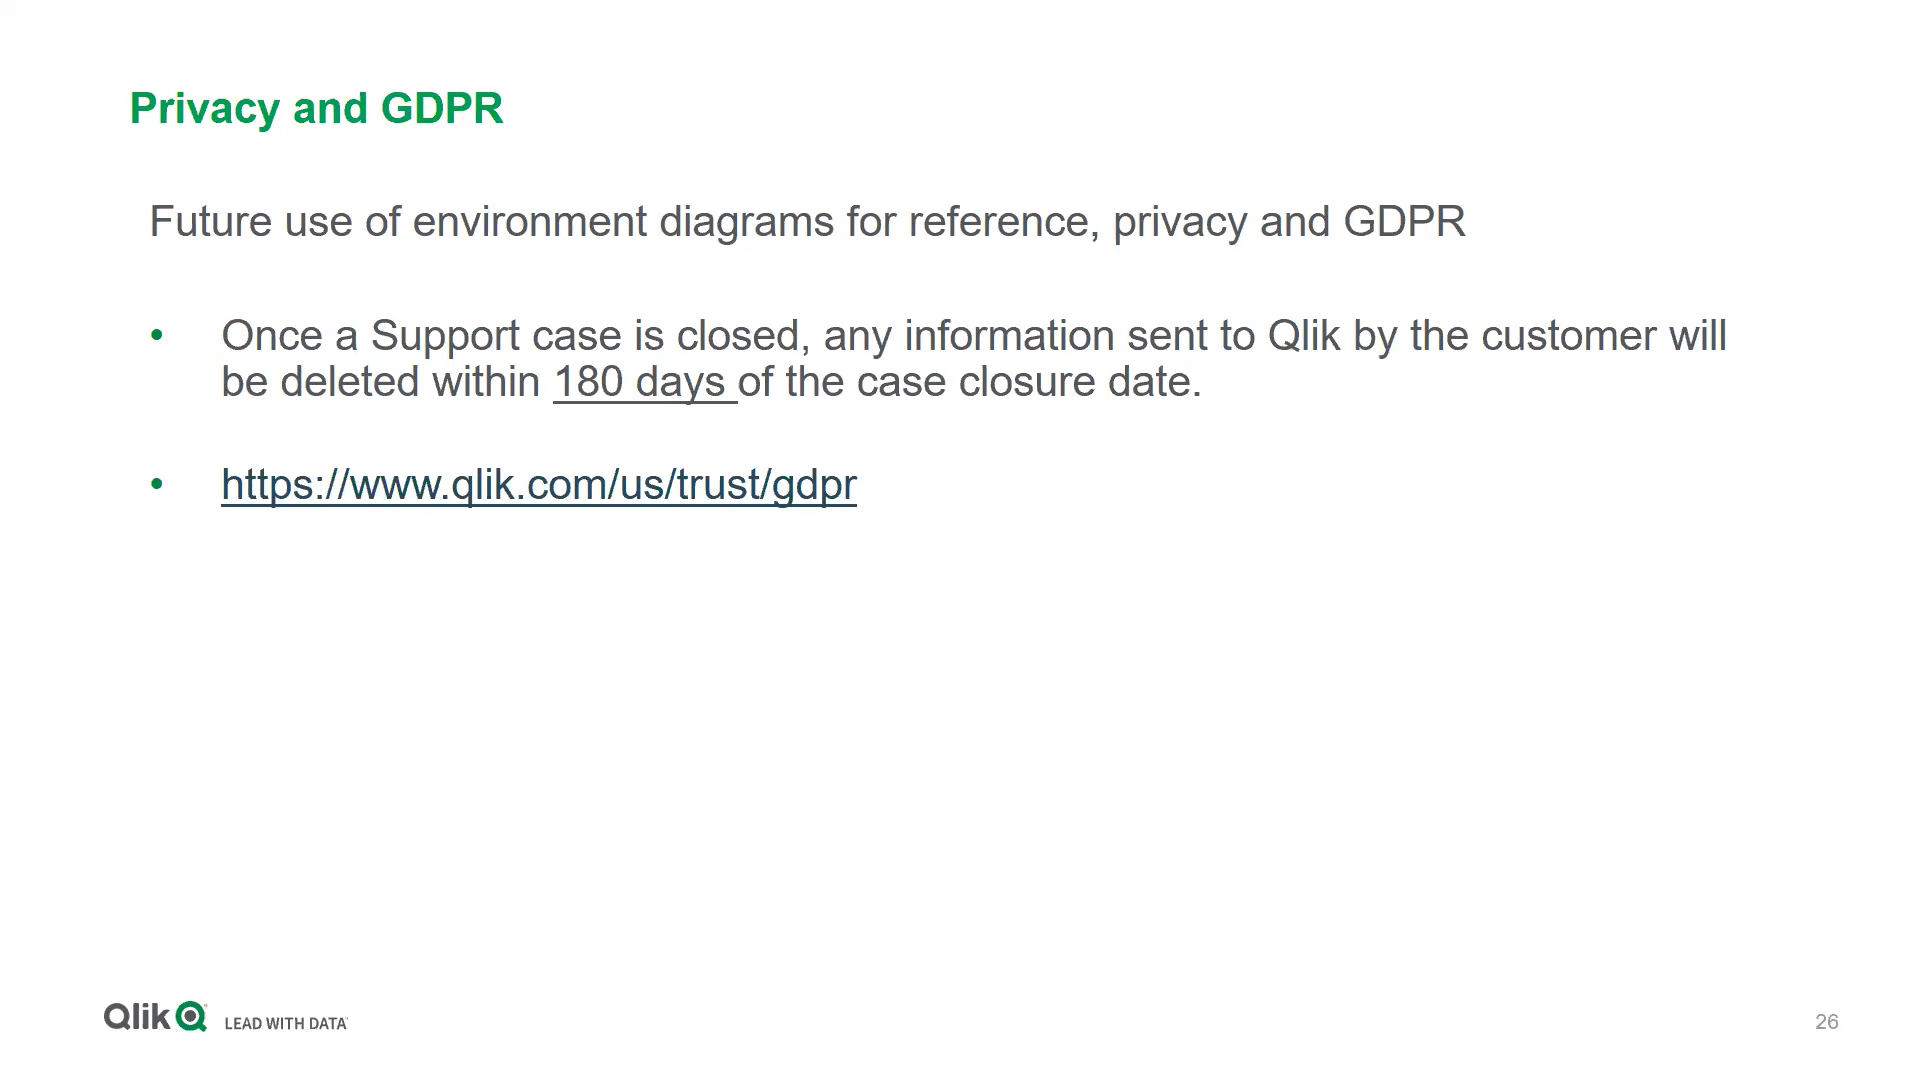 Privacy and GDPR
Future use of environment diagrams for reference, privacy and GDPR
• Once a Support case is closed, any information sent to Qlik by the customer will
be deleted within 180 days of the case closure date.
• https://www.qlik.com/us/trust/gdpr
Qlik LEAD WITH DATA
26